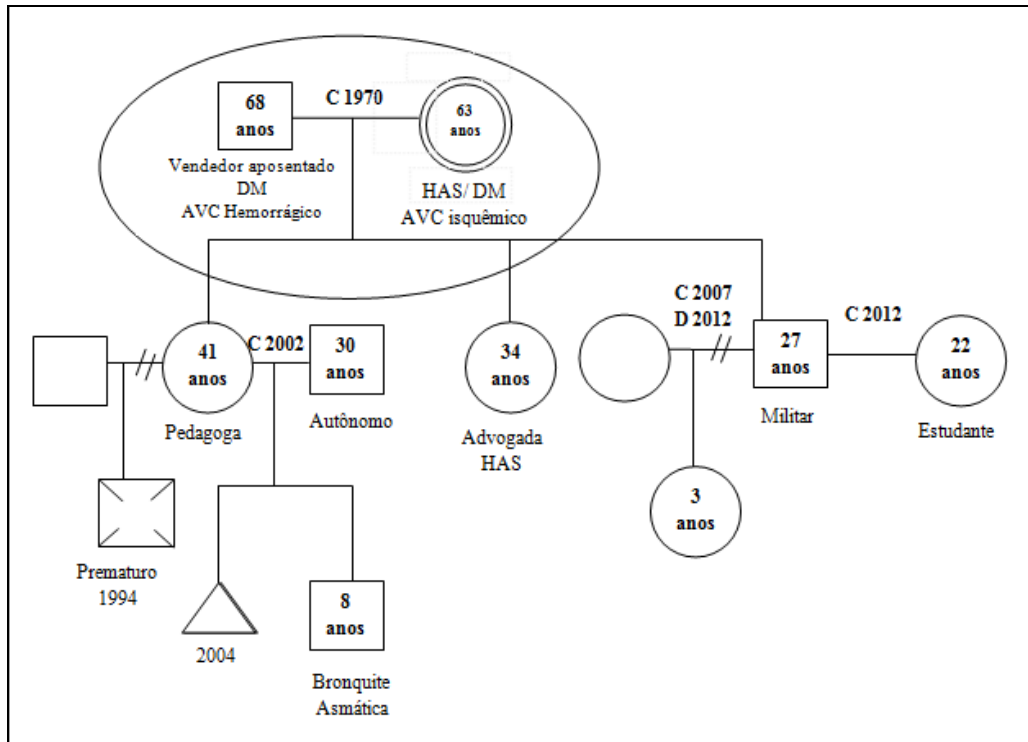 68
anos
C 1970
63
anos
Vendedor aposentado
DM
AVC Hemorrágico
HAS/ DM
AVC isquêmico
41
anos
Pedagoga
C 2002
30
anos
Autônomo
34
anos
Advogada
HAS
C 2007
D 2012
27
anos
Militar
C 2012
22
anos
Estudante
Prematuro
1994
2004
8
anos
Bronquite
Asmática
3
anos